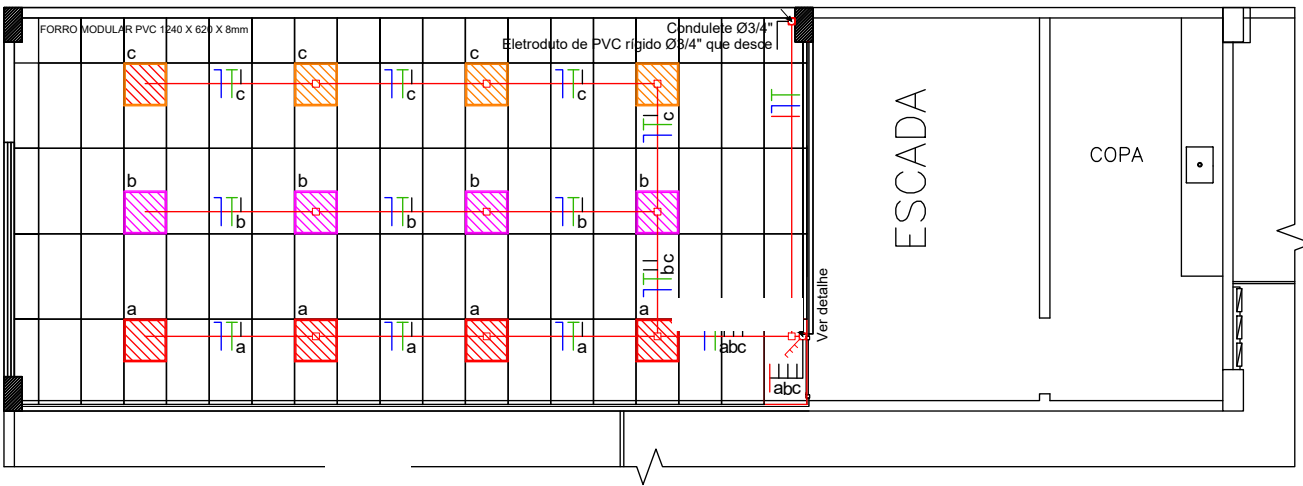 FORRO MODULAR PVC 1240 X 620 X 8mm
Condulete Ø3/4"
Eletroduto de PVC rígido Ø3/4" que desce
c
c
c
c
c
c
c
c
b
b
b
b
b
b
b
bc
a
a
a
a
a
a
a
abc
abc
Ver detalhe
ESCADA
COPA